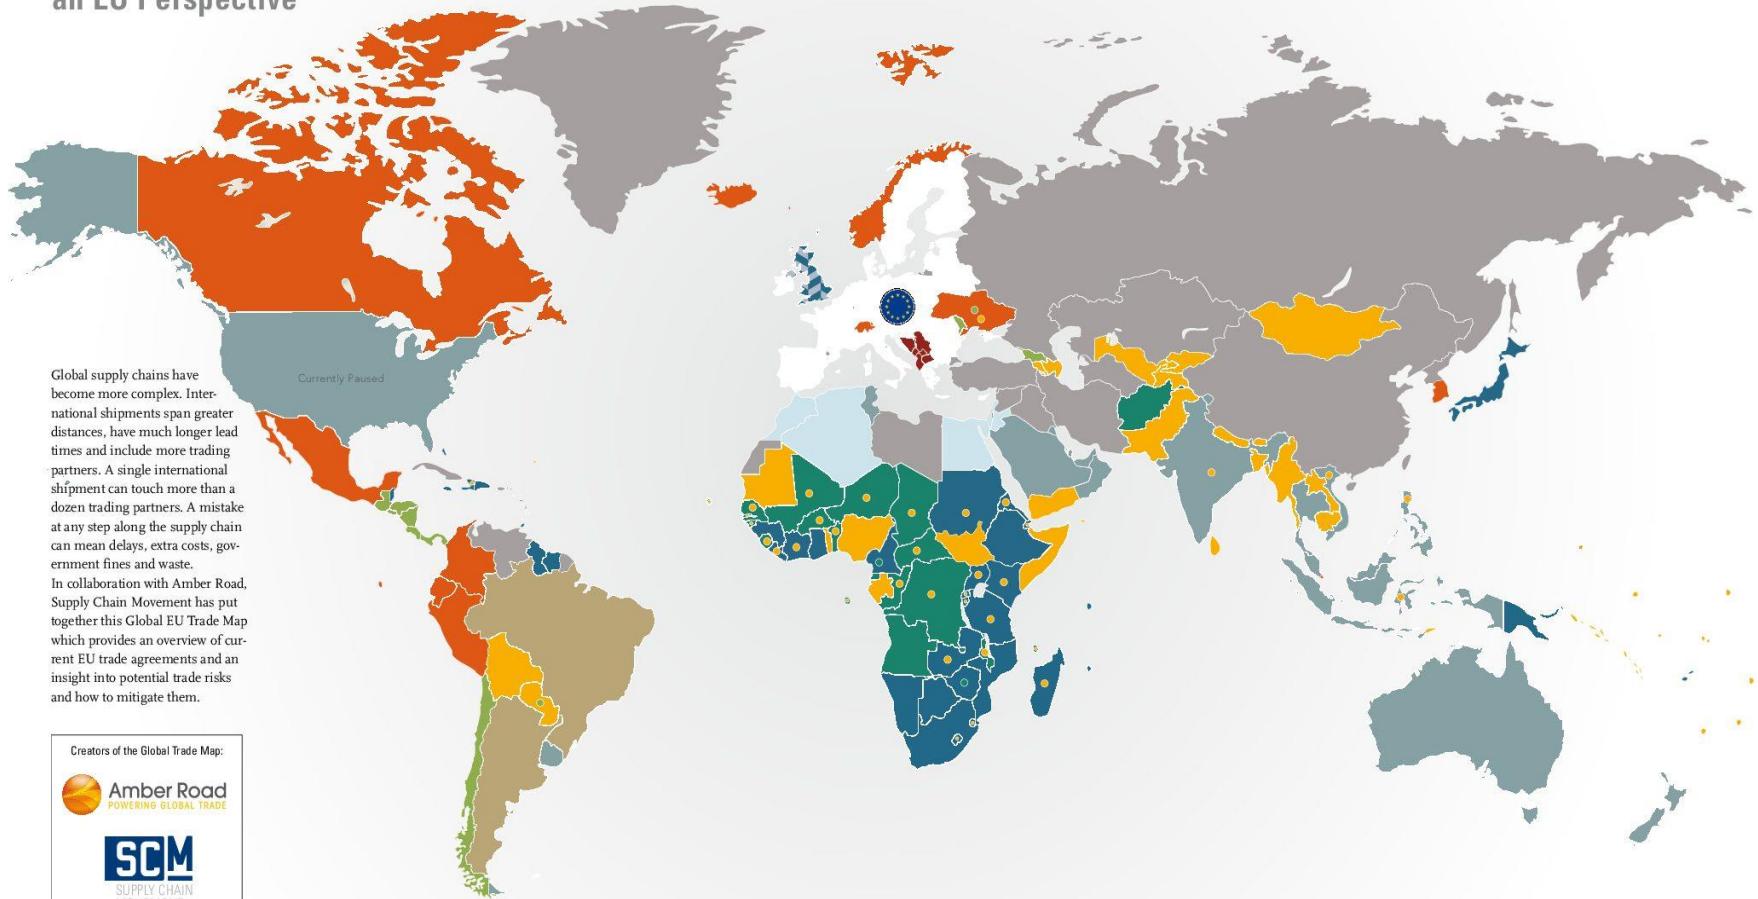 an EU Perspective
Currently Paused
Global supply chains have
become more complex. Inter-
national shipments span greater
distances, have much longer lead
times and include more trading
partners. A single international
shipment can touch more than a
dozen trading partners. A mistake
at any step along the supply chain
can mean delays, extra costs, gov-
ernment fines and waste.
In collaboration with Amber Road,
Supply Chain Movement has put
together this Global EU Trade Map
which provides an overview of cur-
rent EU trade agreements and an
insight into potential trade risks
and how to mitigate them.
Creators of the Global Trade Map:
Amber Road
POWERING GLOBAL TRADE
SCM
SUPPLY CHAIN